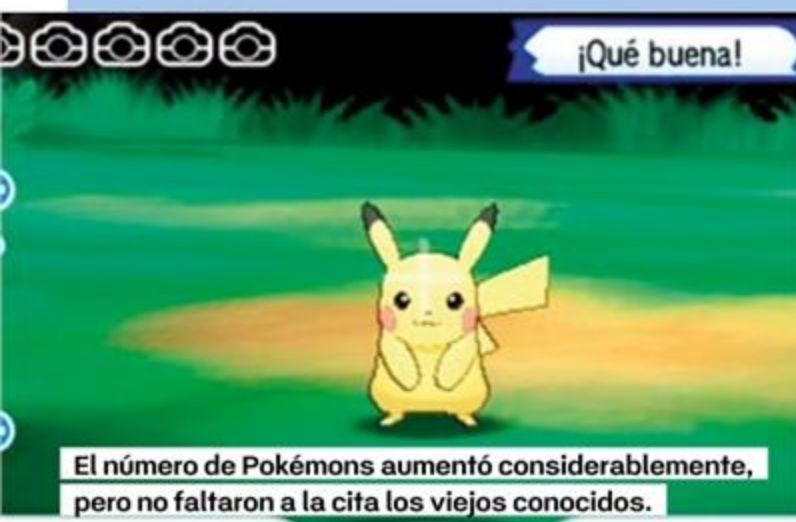 ¡Qué buena!
El número de Pokémons aumentó considerablemente,
pero no faltaron a la cita los viejos conocidos.